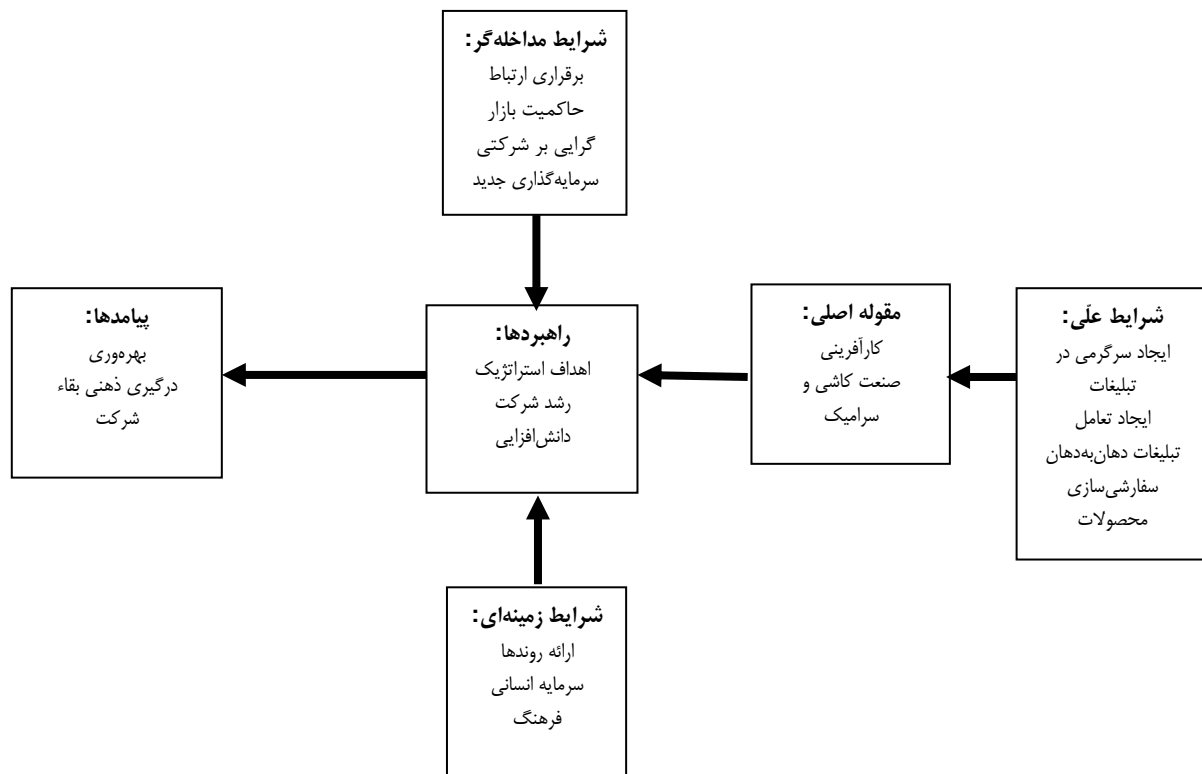 شرایط مداخله‌گر:
برقراری ارتباط
حاکمیت بازار
گرایی بر شرکتی
سرمایه‌گذاری جدید
شرایط علّی:
ایجاد سرگرمی در
تبلیغات
ایجاد تعامل
تبلیغات دهان‌به‌دهان
سفارشی‌سازی
محصولات
مقوله اصلی:
کارآفرینی
صنعت کاشی و
سرامیک
راهبردها:
اهداف استراتژیک
رشد شرکت
دانش‌افزایی
پیامدها:
بهره‌وری
درگیری ذهنی بقاء
شرکت
شرایط زمینه‌ای:
ارائه روندها
سرمایه انسانی
فرهنگ